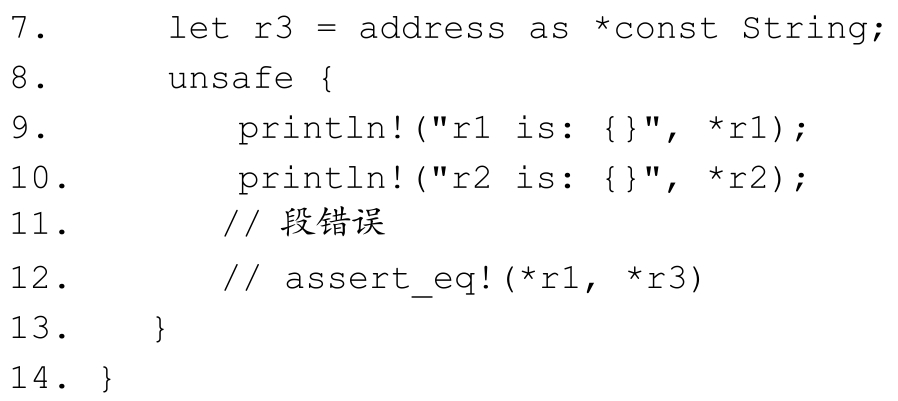 7.     let r3 = address as *const String;
8.     unsafe {
9.         println!("r1 is: {}", *r1);
10.        println!("r2 is: {}", *r2);
11.       // 段错误
12.       // assert_eq!(*r1, *r3)
13.    }
14. }